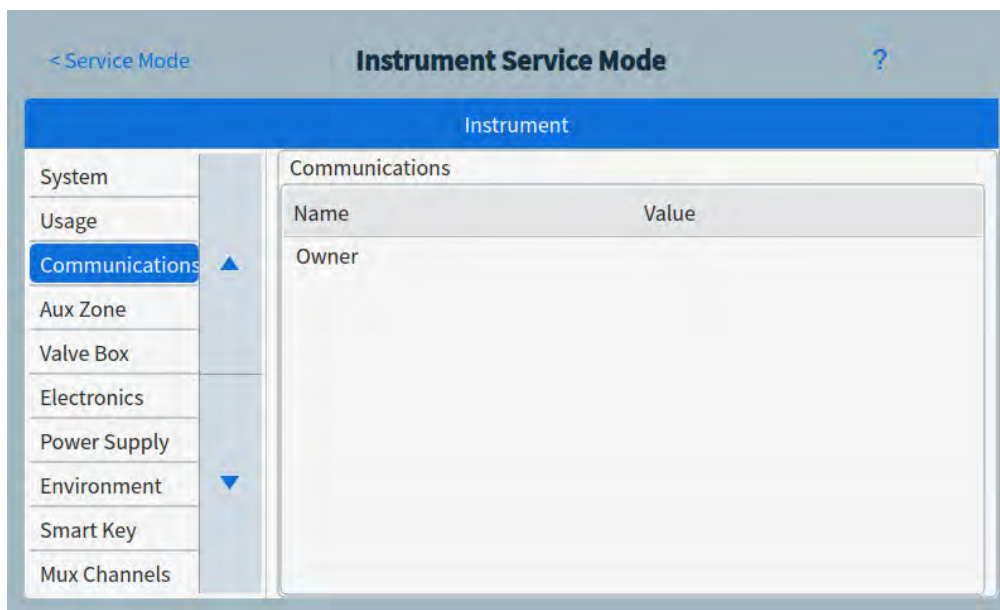 < Service Mode
Instrument Service Mode
?
Instrument
System
Usage
Communications
Aux Zone
Valve Box
Electronics
Power Supply
Environment
Smart Key
Mux Channels
Communications
Name Value
Owner